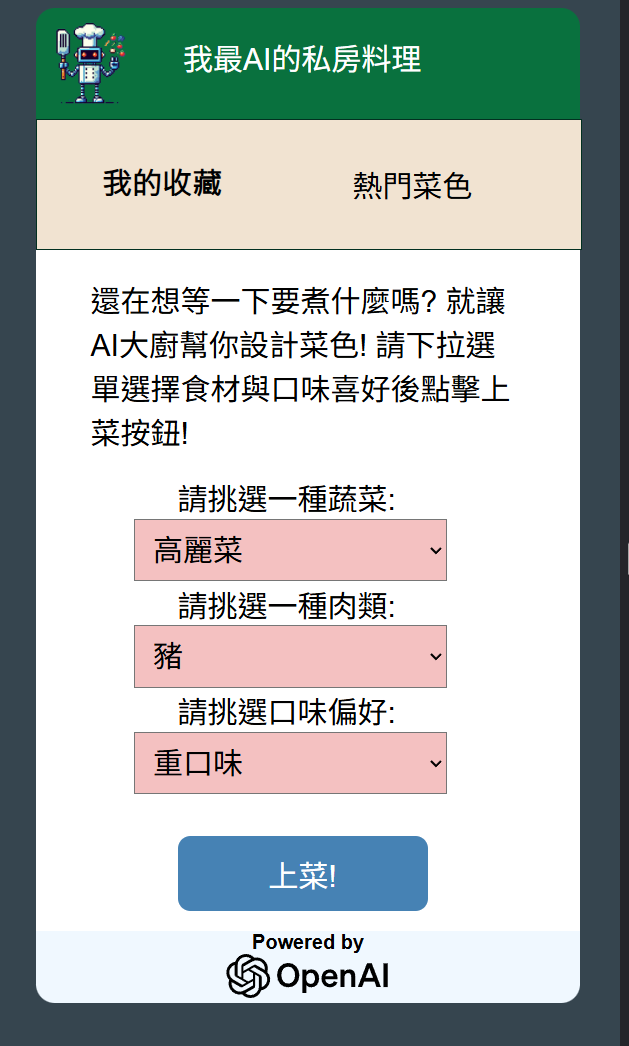 我最AI的私房料理
我的收藏 熱門菜色
還在想等一下要煮什麼嗎? 就讓
AI大廚幫你設計菜色! 請下拉選
單選擇食材與口味喜好後點擊上
菜按鈕!
請挑選一種蔬菜:
高麗菜
請挑選一種肉類:
豬
請挑選口味偏好:
重口味
上菜!
Powered by
OpenAI